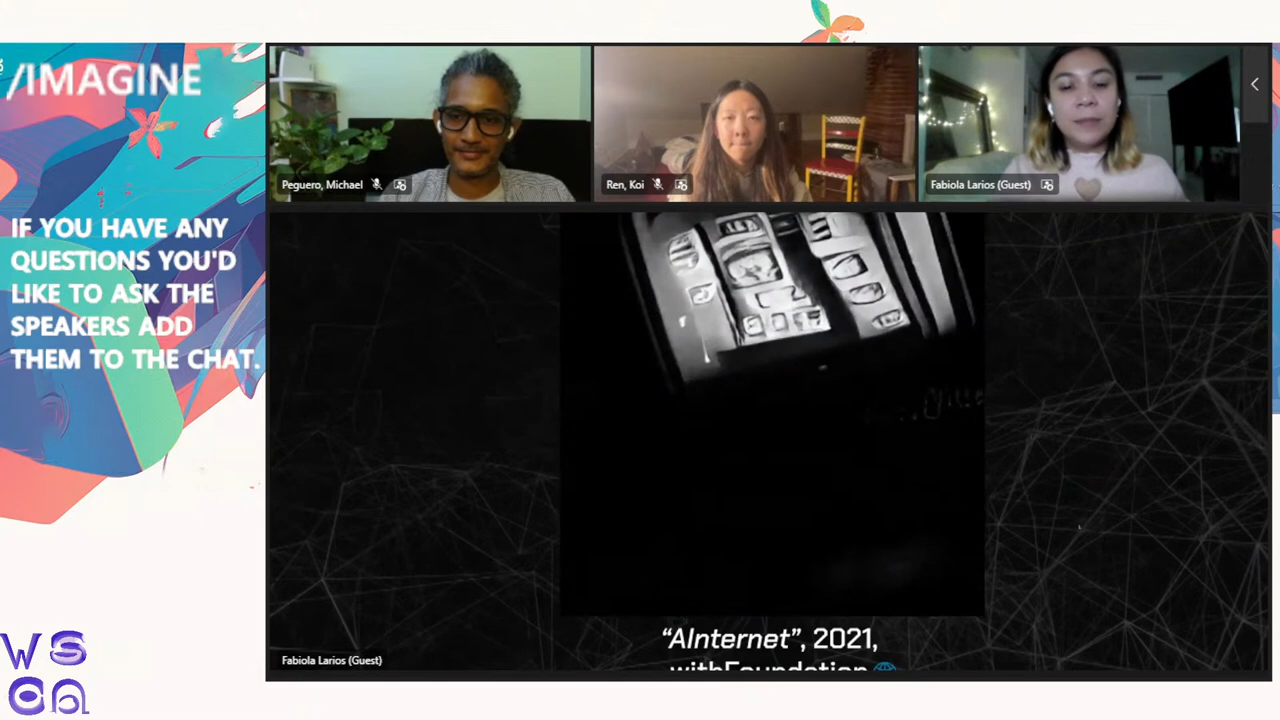 /IMAGINE
IF YOU HAVE ANY
QUESTIONS YOU'D
LIKE TO ASK THE
SPEAKERS ADD
THEM TO THE CHAT.
Peguero, Michael
Ren, Koi
Fabiola Larios (Guest)
“AInternet”, 2021,
withFoundation
Fabiola Larios (Guest)
W S
C A